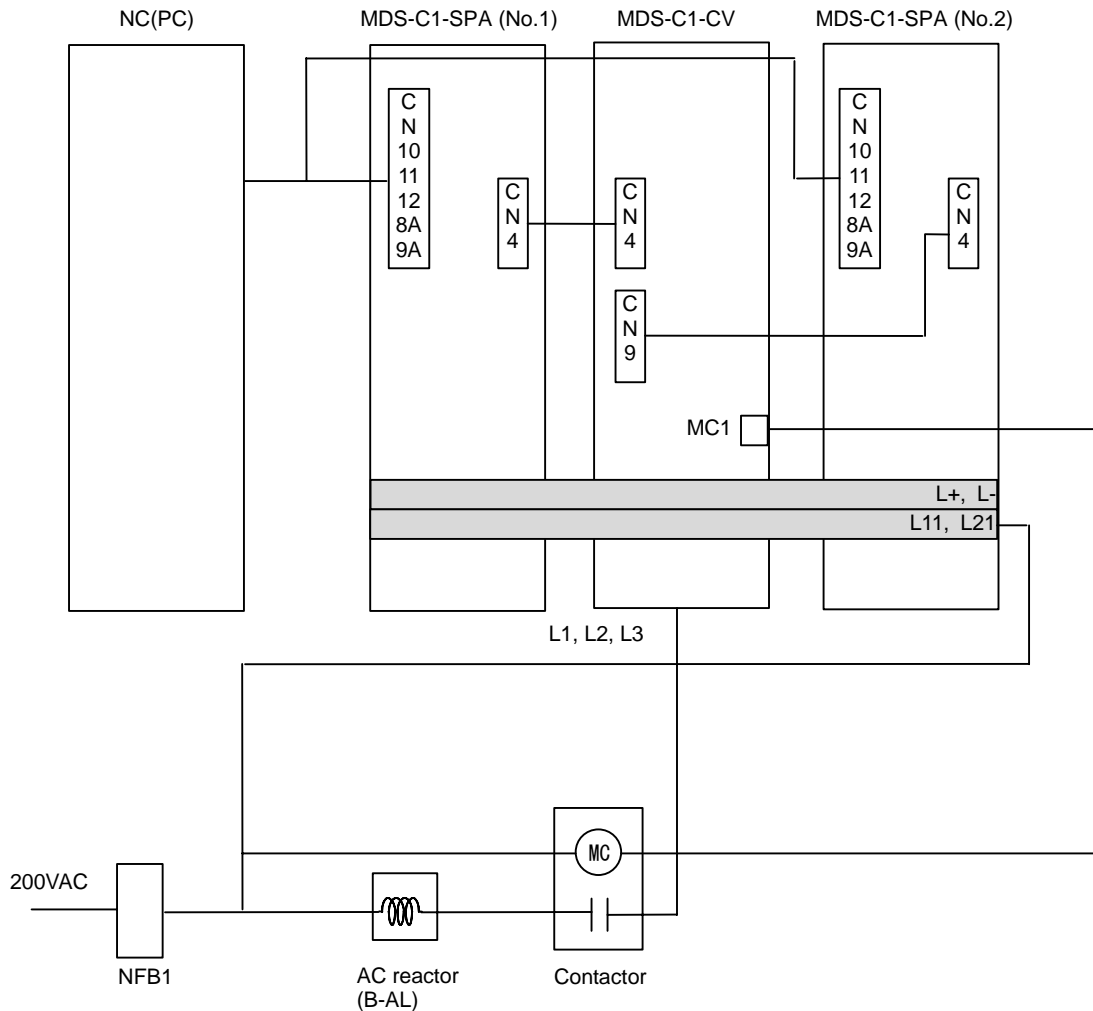 NC(PC)
MDS-C1-SPA (No.1)
MDS-C1-CV
MDS-C1-SPA (No.2)
C
N
10
11
12
8A
9A
C
N
4
C
N
4
C
N
9
C
N
10
11
12
8A
9A
C
N
4
MC1
L+, L-
L11, L21
L1, L2, L3
MC
200VAC
NFB1
AC reactor
(B-AL)
Contactor